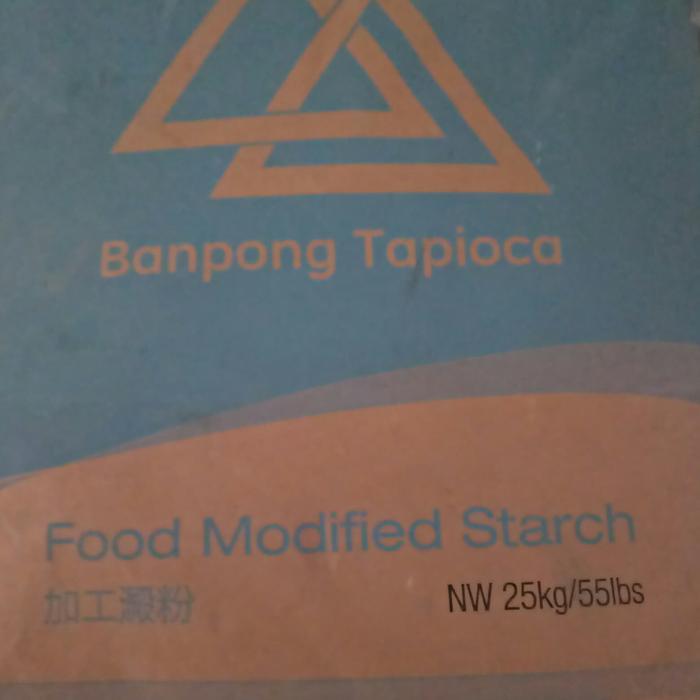 Banpong Tapioca
Food Modified Starch
加工澱粉
NW 25kg/55lbs